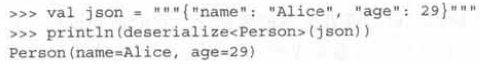 >>> val json = """{"name": "Alice", "age": 29}"""
>>> println(deserialize<Person>(json))
Person(name=Alice, age=29)